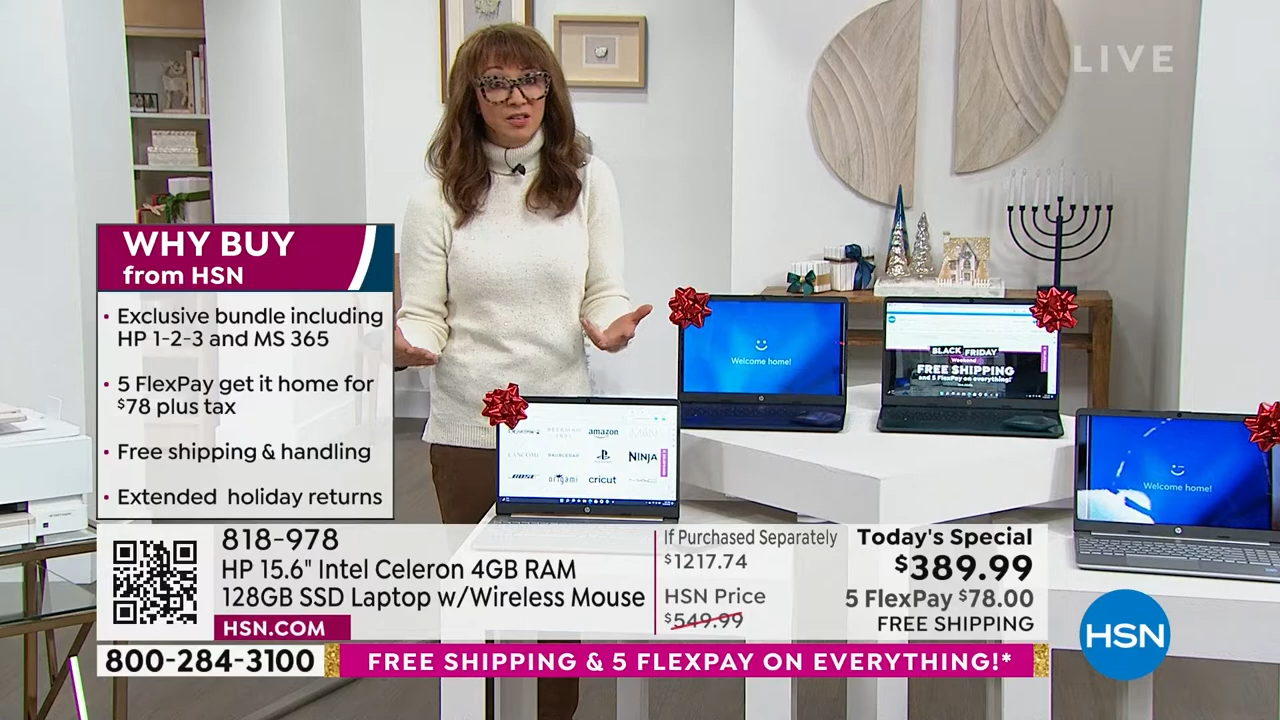 LIVE
WHY BUY
from HSN
• Exclusive bundle including
HP 1-2-3 and MS 365
• 5 FlexPay get it home for
$78 plus tax
• Free shipping & handling
• Extended holiday returns
Welcome home!
BLACK FRIDAY
Weekend
FREE SHIPPING
and 5 FlexPay on everything!
amazon
NINJA
BOSE
origami
cricut
Welcome home!
818-978
HP 15.6" Intel Celeron 4GB RAM
128GB SSD Laptop w/Wireless Mouse
HSN.COM
If Purchased Separately
$1217.74
HSN Price
$549.99
Today's Special
$389.99
5 FlexPay $78.00
FREE SHIPPING
HSN
800-284-3100
FREE SHIPPING & 5 FLEXPAY ON EVERYTHING!*